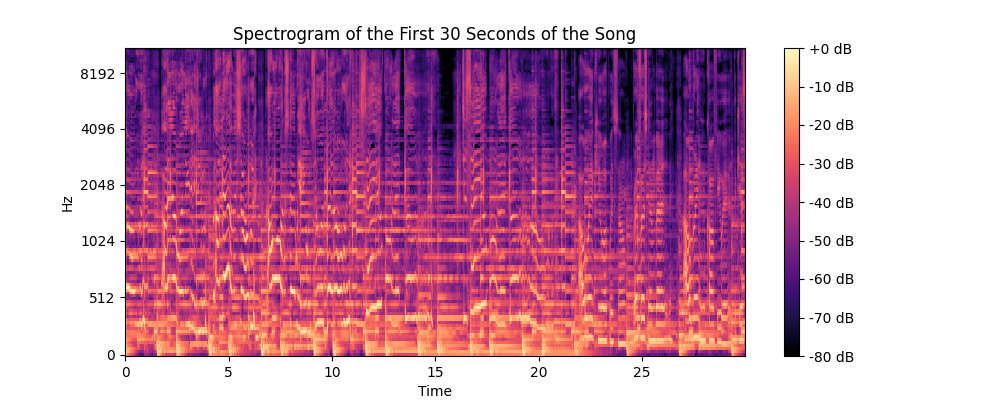 Spectrogram of the First 30 Seconds of the Song
Hz
8192
4096
2048
1024
512
0
0 5 10 15 20 25
Time
+0 dB
-10 dB
-20 dB
-30 dB
-40 dB
-50 dB
-60 dB
-70 dB
-80 dB